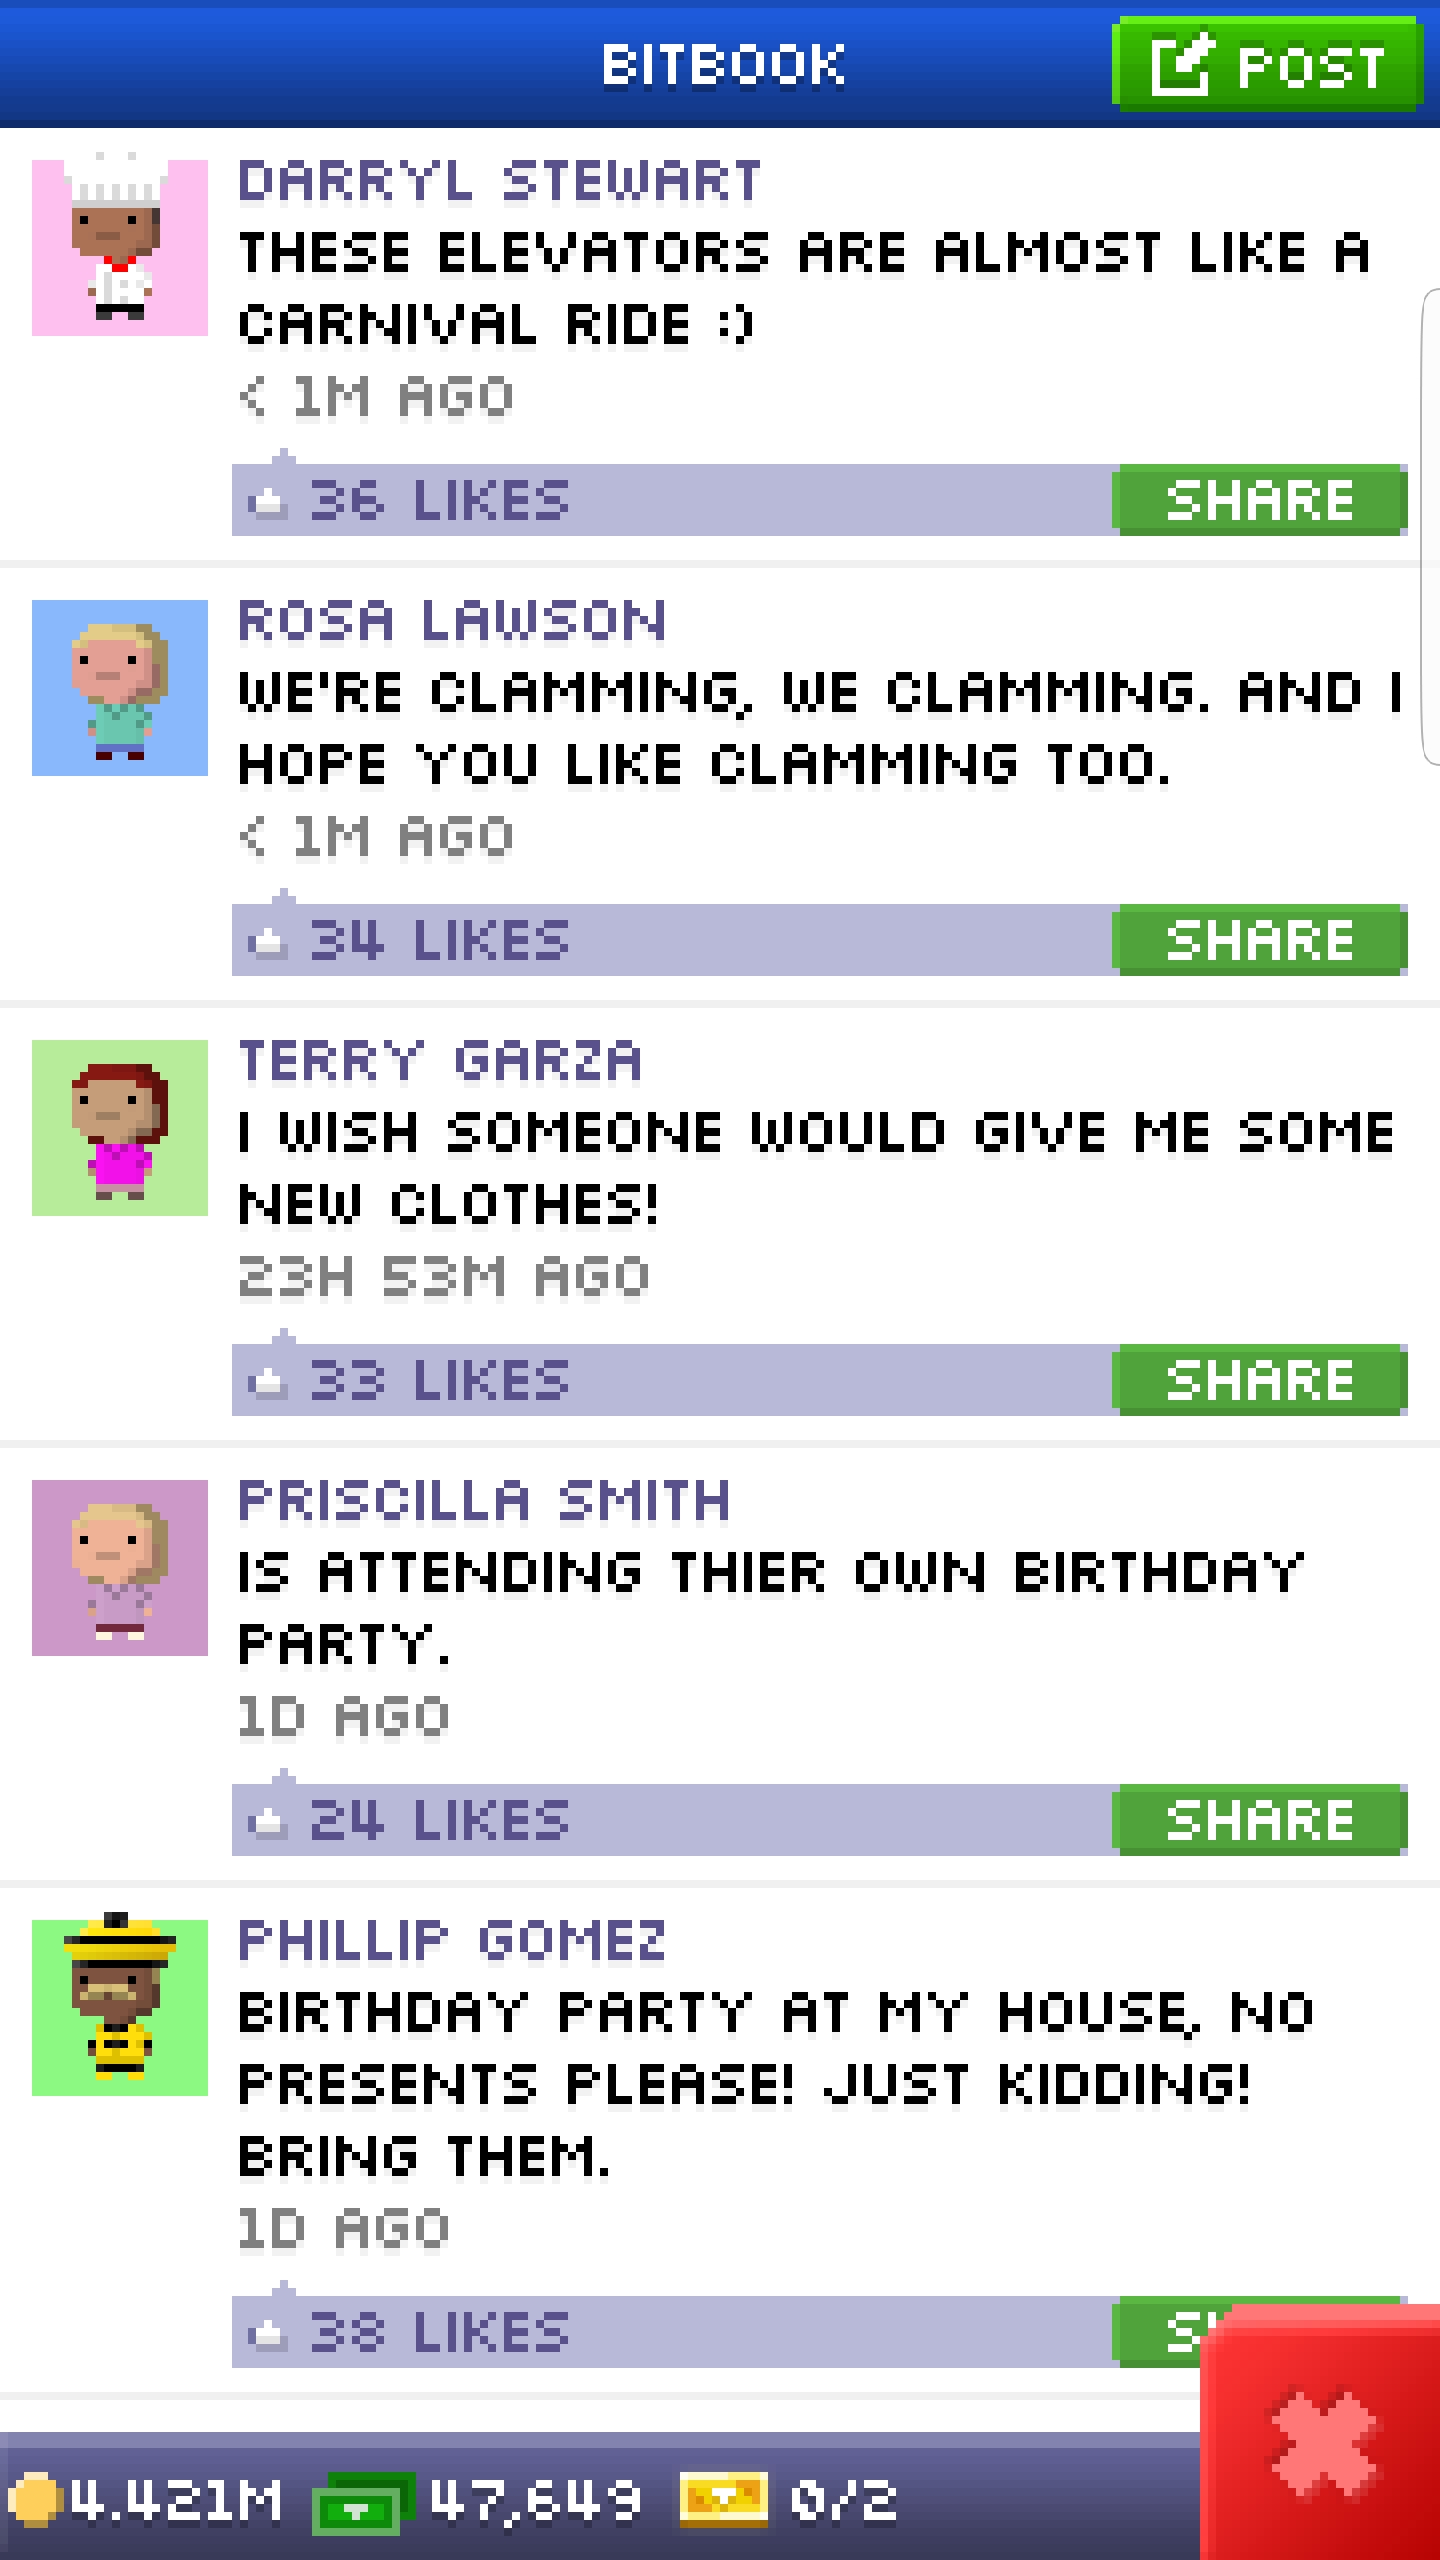 BITBOOK
POST
DARRYL STEWART
THESE ELEVATORS ARE ALMOST LIKE A
CARNIVAL RIDE :)
< 1M AGO
36 LIKES
SHARE
ROSA LAWSON
WE'RE CLAMMING, WE CLAMMING. AND I
HOPE YOU LIKE CLAMMING TOO.
< 1M AGO
34 LIKES
SHARE
TERRY GARZA
I WISH SOMEONE WOULD GIVE ME SOME
NEW CLOTHES!
23H 53M AGO
33 LIKES
SHARE
PRISCILLA SMITH
IS ATTENDING THIER OWN BIRTHDAY
PARTY.
1D AGO
24 LIKES
SHARE
PHILLIP GOMEZ
BIRTHDAY PARTY AT MY HOUSE, NO
PRESENTS PLEASE! JUST KIDDING!
BRING THEM.
1D AGO
38 LIKES
4.421M 47,649 0/2